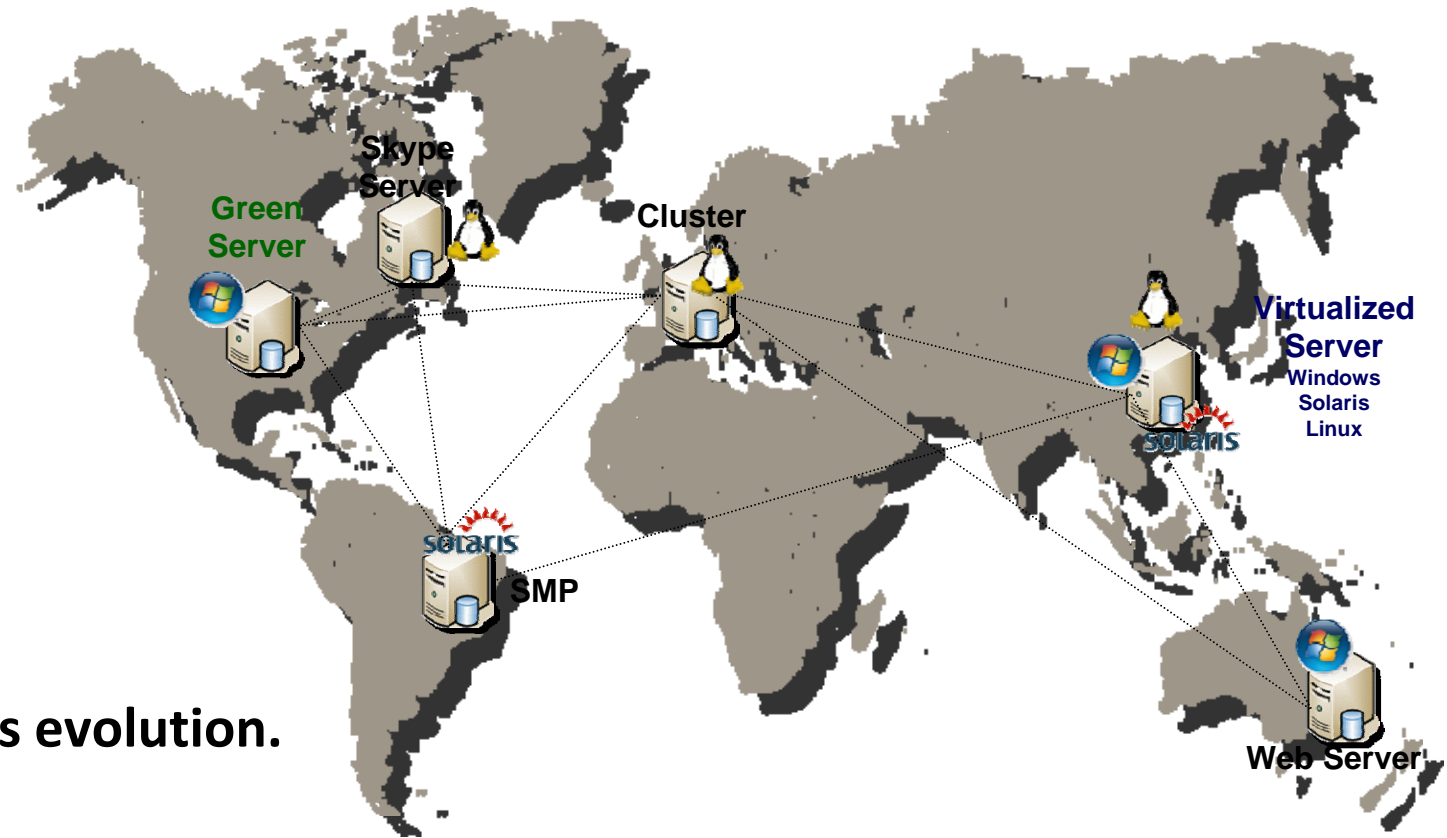 Skype
Server
Green
Server
Cluster
Virtualized
Server
Windows
Solaris
Linux
solaris
solaris
SMP
s evolution.
Web Server